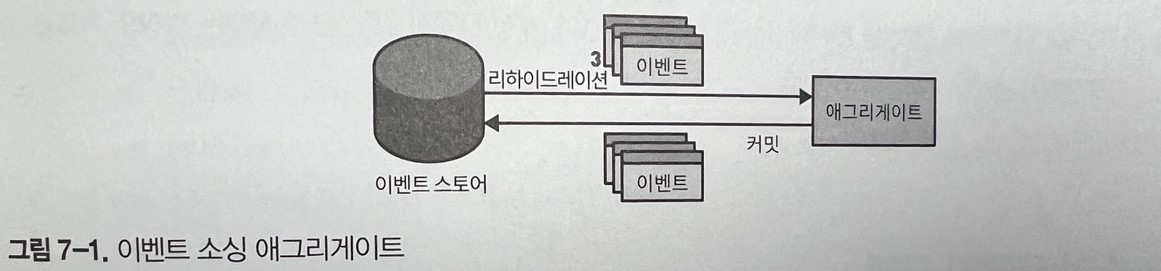 이벤트
3
리하이드레이션
애그리게이트
커밋
이벤트 스토어
이벤트
그림 7-1. 이벤트 소싱 애그리게이트